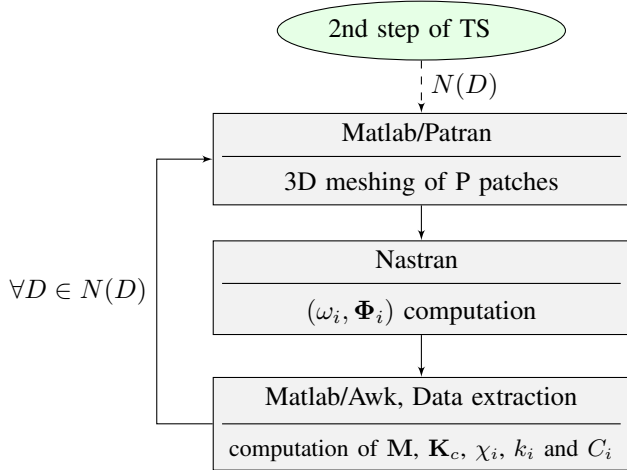 2nd step of TS
N(D)
Matlab/Patran
3D meshing of P patches
Nastran
∀D ∈ N(D)
(ωᵢ, Φᵢ) computation
Matlab/Awk, Data extraction
computation of M, K_c, χᵢ, kᵢ and Cᵢ